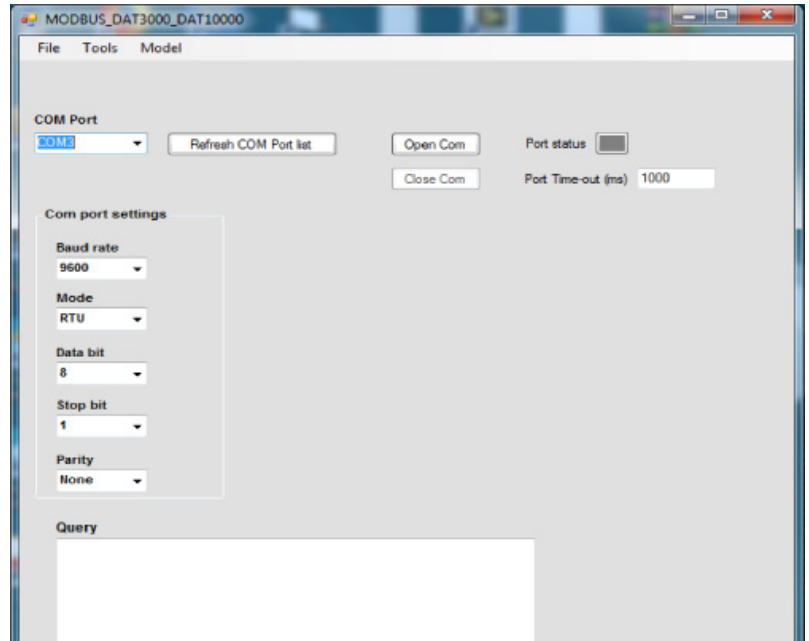 MODBUS_DAT3000_DAT10000
File Tools Model
COM Port
COM3 Refresh COM Port list Open Com Port status
Close Com Port Time-out (ms) 1000
Com port settings
Baud rate
9600
Mode
RTU
Data bit
8
Stop bit
1
Parity
None
Query